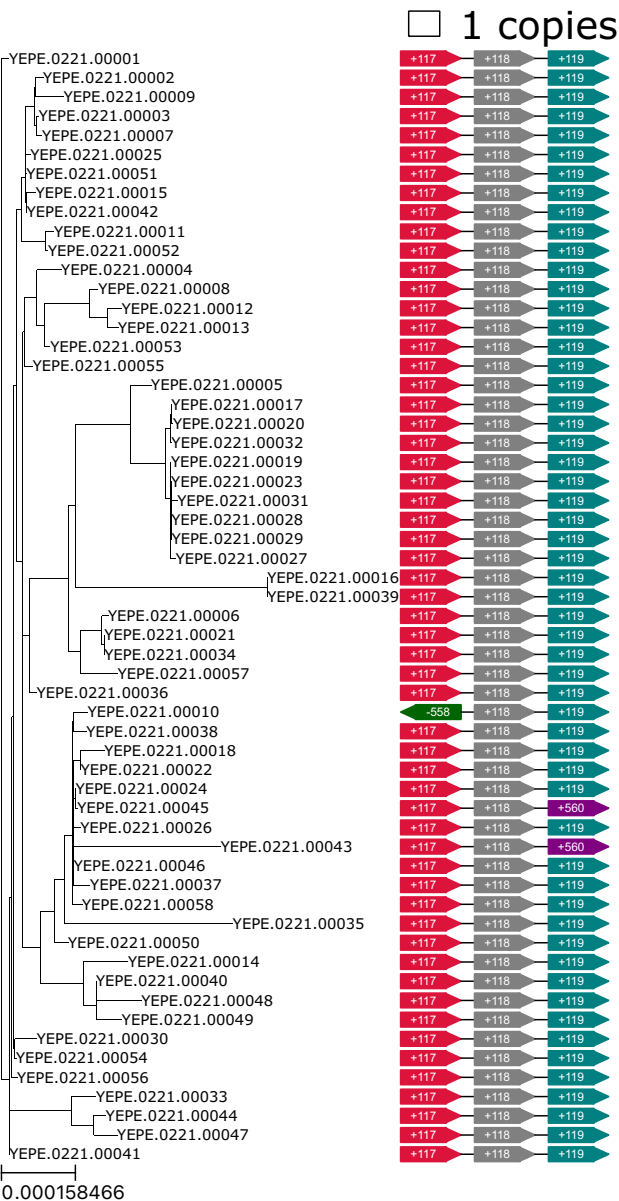 1 copies
YEPE.0221.00001 +117 +118 +119
YEPE.0221.00002 +117 +118 +119
YEPE.0221.00009 +117 +118 +119
YEPE.0221.00003 +117 +118 +119
YEPE.0221.00007 +117 +118 +119
YEPE.0221.00025 +117 +118 +119
YEPE.0221.00051 +117 +118 +119
YEPE.0221.00015 +117 +118 +119
YEPE.0221.00042 +117 +118 +119
YEPE.0221.00011 +117 +118 +119
YEPE.0221.00052 +117 +118 +119
YEPE.0221.00004 +117 +118 +119
YEPE.0221.00008 +117 +118 +119
YEPE.0221.00012 +117 +118 +119
YEPE.0221.00013 +117 +118 +119
YEPE.0221.00053 +117 +118 +119
YEPE.0221.00055 +117 +118 +119
YEPE.0221.00005 +117 +118 +119
YEPE.0221.00017 +117 +118 +119
YEPE.0221.00020 +117 +118 +119
YEPE.0221.00032 +117 +118 +119
YEPE.0221.00019 +117 +118 +119
YEPE.0221.00023 +117 +118 +119
YEPE.0221.00031 +117 +118 +119
YEPE.0221.00028 +117 +118 +119
YEPE.0221.00029 +117 +118 +119
YEPE.0221.00027 +117 +118 +119
YEPE.0221.00016 +117 +118 +119
YEPE.0221.00039 +117 +118 +119
YEPE.0221.00006 +117 +118 +119
YEPE.0221.00021 +117 +118 +119
YEPE.0221.00034 +117 +118 +119
YEPE.0221.00057 +117 +118 +119
YEPE.0221.00036 +117 +118 +119
YEPE.0221.00010 -558 +118 +119
YEPE.0221.00038 +117 +118 +119
YEPE.0221.00018 +117 +118 +119
YEPE.0221.00022 +117 +118 +119
YEPE.0221.00024 +117 +118 +119
YEPE.0221.00045 +117 +118 +560
YEPE.0221.00026 +117 +118 +119
YEPE.0221.00043 +117 +118 +560
YEPE.0221.00046 +117 +118 +119
YEPE.0221.00037 +117 +118 +119
YEPE.0221.00058 +117 +118 +119
YEPE.0221.00035 +117 +118 +119
YEPE.0221.00050 +117 +118 +119
YEPE.0221.00014 +117 +118 +119
YEPE.0221.00040 +117 +118 +119
YEPE.0221.00048 +117 +118 +119
YEPE.0221.00049 +117 +118 +119
YEPE.0221.00030 +117 +118 +119
YEPE.0221.00054 +117 +118 +119
YEPE.0221.00056 +117 +118 +119
YEPE.0221.00033 +117 +118 +119
YEPE.0221.00044 +117 +118 +119
YEPE.0221.00047 +117 +118 +119
YEPE.0221.00041 +117 +118 +119
0.000158466